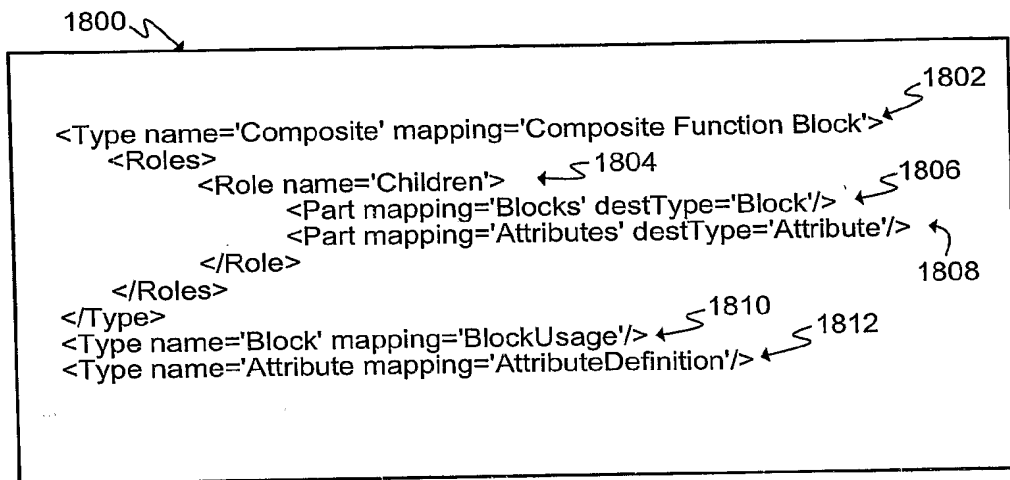 1800
1802
<Type name='Composite' mapping='Composite Function Block'>
<Roles>
<Role name='Children'> 1804
1806
<Part mapping='Blocks' destType='Block'/>
<Part mapping='Attributes' destType='Attribute'/>
</Role> 1808
</Roles>
</Type> 1810
<Type name='Block' mapping='BlockUsage'/> 1812
<Type name='Attribute mapping='AttributeDefinition'/>